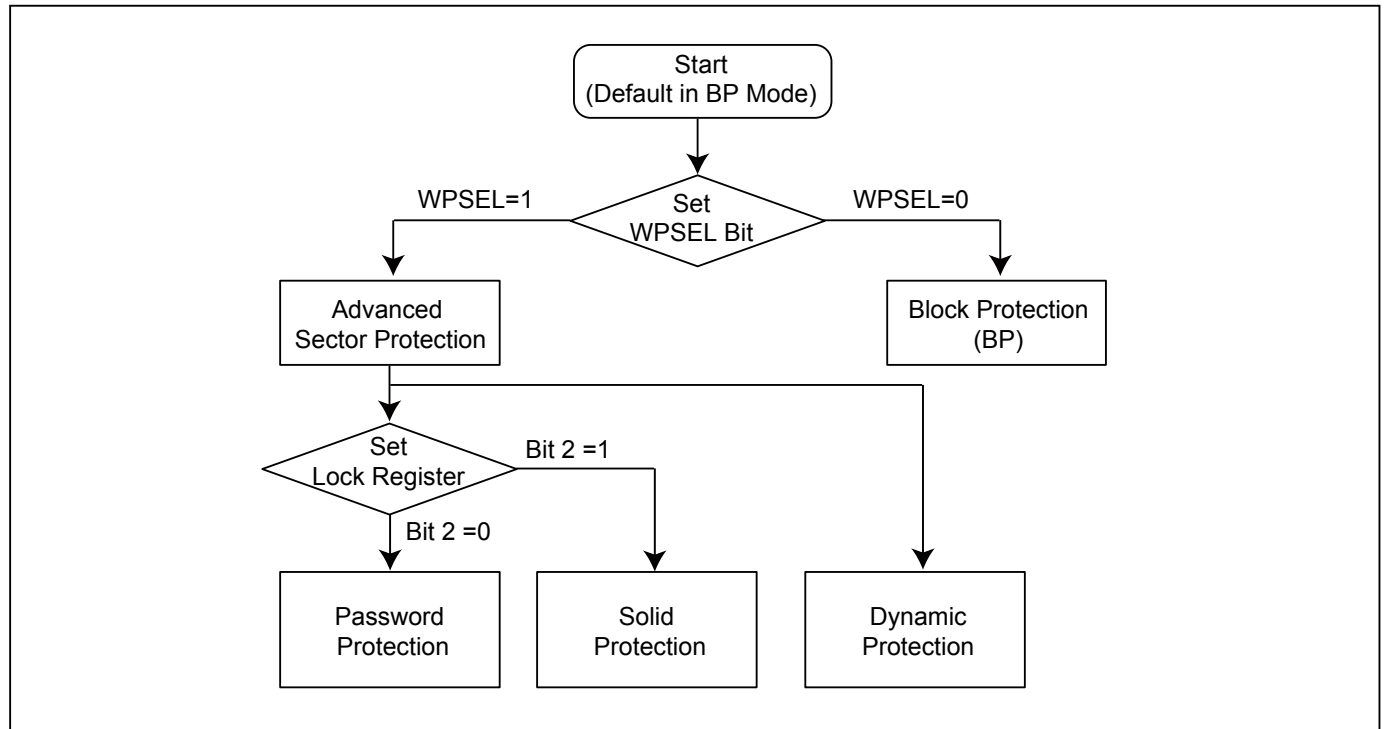 Start
(Default in BP Mode)
WPSEL=1
Set
WPSEL Bit
WPSEL=0
Advanced
Sector Protection
Block Protection
(BP)
Set
Lock Register
Bit 2 =1
Bit 2 =0
Password
Protection
Solid
Protection
Dynamic
Protection